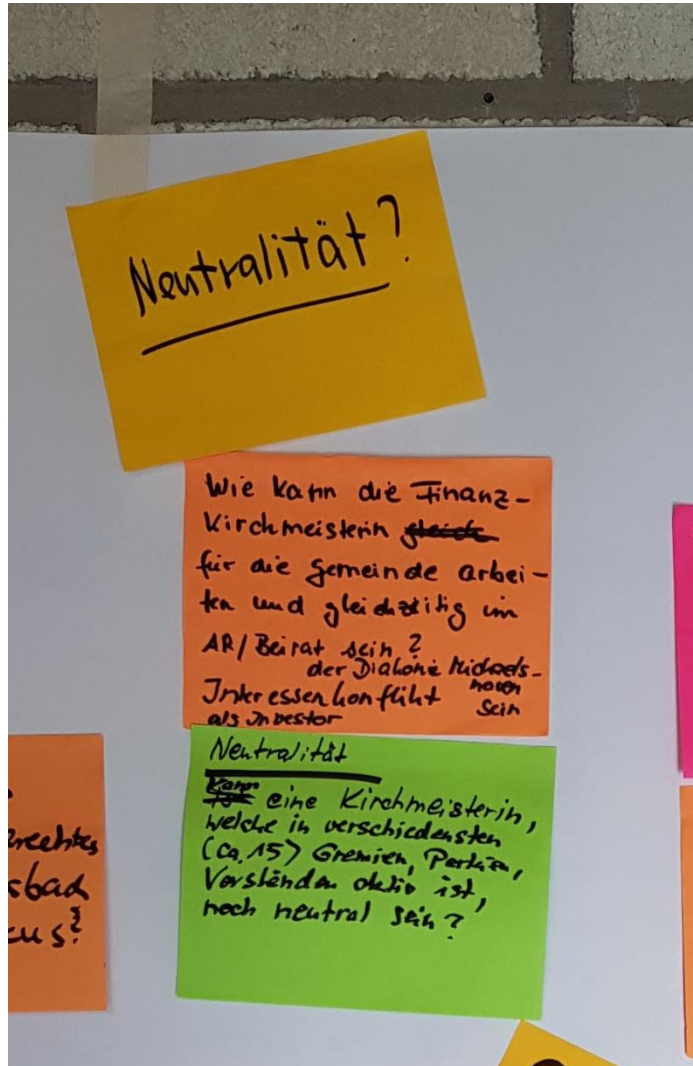 Neutralität?
Wie kann die Finanz-
Kirchmeisterin gleich
für die Gemeinde arbei-
ten und gleichzeitig im
AR/Beirat sein?
der Diakonie Michaels-
hoven
Interessenkonflikt sein
als Investor
Neutralität
Kann eine Kirchmeisterin,
welche in verschiedensten
(ca. 15) Gremien, Parteien,
Vorständen aktiv ist,
noch neutral sein?
rechtes
sbad
us?